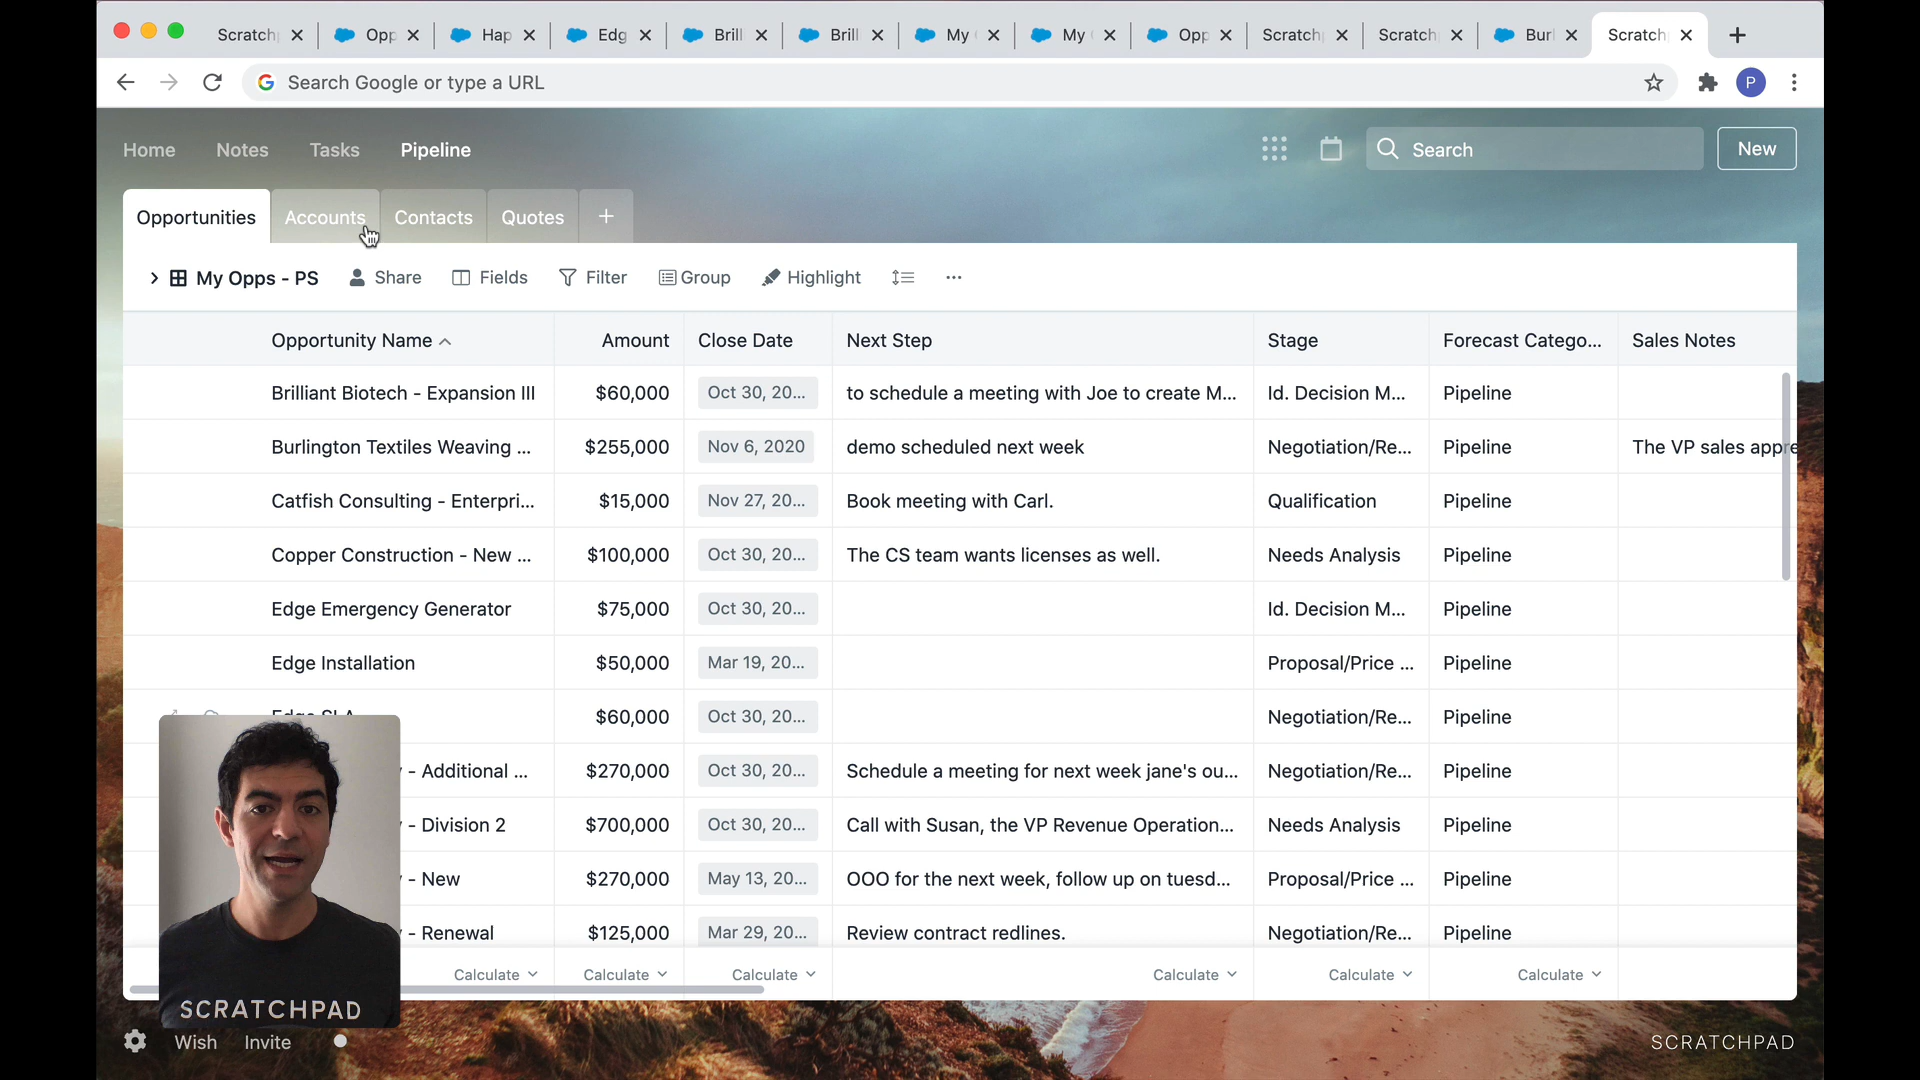 Scratch Opp Hap Edg Brill Brill My My Opp Scratch Scratch Burl Scratch
Search Google or type a URL P
Home Notes Tasks Pipeline Search New
Opportunities Accounts Contacts Quotes +
My Opps - PS Share Fields Filter Group Highlight ...
Opportunity Name Amount Close Date Next Step Stage Forecast Catego... Sales Notes
Brilliant Biotech - Expansion III $60,000 Oct 30, 20... to schedule a meeting with Joe to create M... Id. Decision M... Pipeline
Burlington Textiles Weaving ... $255,000 Nov 6, 2020 demo scheduled next week Negotiation/Re... Pipeline The VP sales appre
Catfish Consulting - Enterpri... $15,000 Nov 27, 20... Book meeting with Carl. Qualification Pipeline
Copper Construction - New ... $100,000 Oct 30, 20... The CS team wants licenses as well. Needs Analysis Pipeline
Edge Emergency Generator $75,000 Oct 30, 20... Id. Decision M... Pipeline
Edge Installation $50,000 Mar 19, 20... Proposal/Price ... Pipeline
Edge SLA $60,000 Oct 30, 20... Negotiation/Re... Pipeline
- Additional ... $270,000 Oct 30, 20... Schedule a meeting for next week jane's ou... Negotiation/Re... Pipeline
- Division 2 $700,000 Oct 30, 20... Call with Susan, the VP Revenue Operation... Needs Analysis Pipeline
- New $270,000 May 13, 20... OOO for the next week, follow up on tuesd... Proposal/Price ... Pipeline
- Renewal $125,000 Mar 29, 20... Review contract redlines. Negotiation/Re... Pipeline
Calculate Calculate Calculate Calculate Calculate Calculate
SCRATCHPAD
Wish Invite SCRATCHPAD